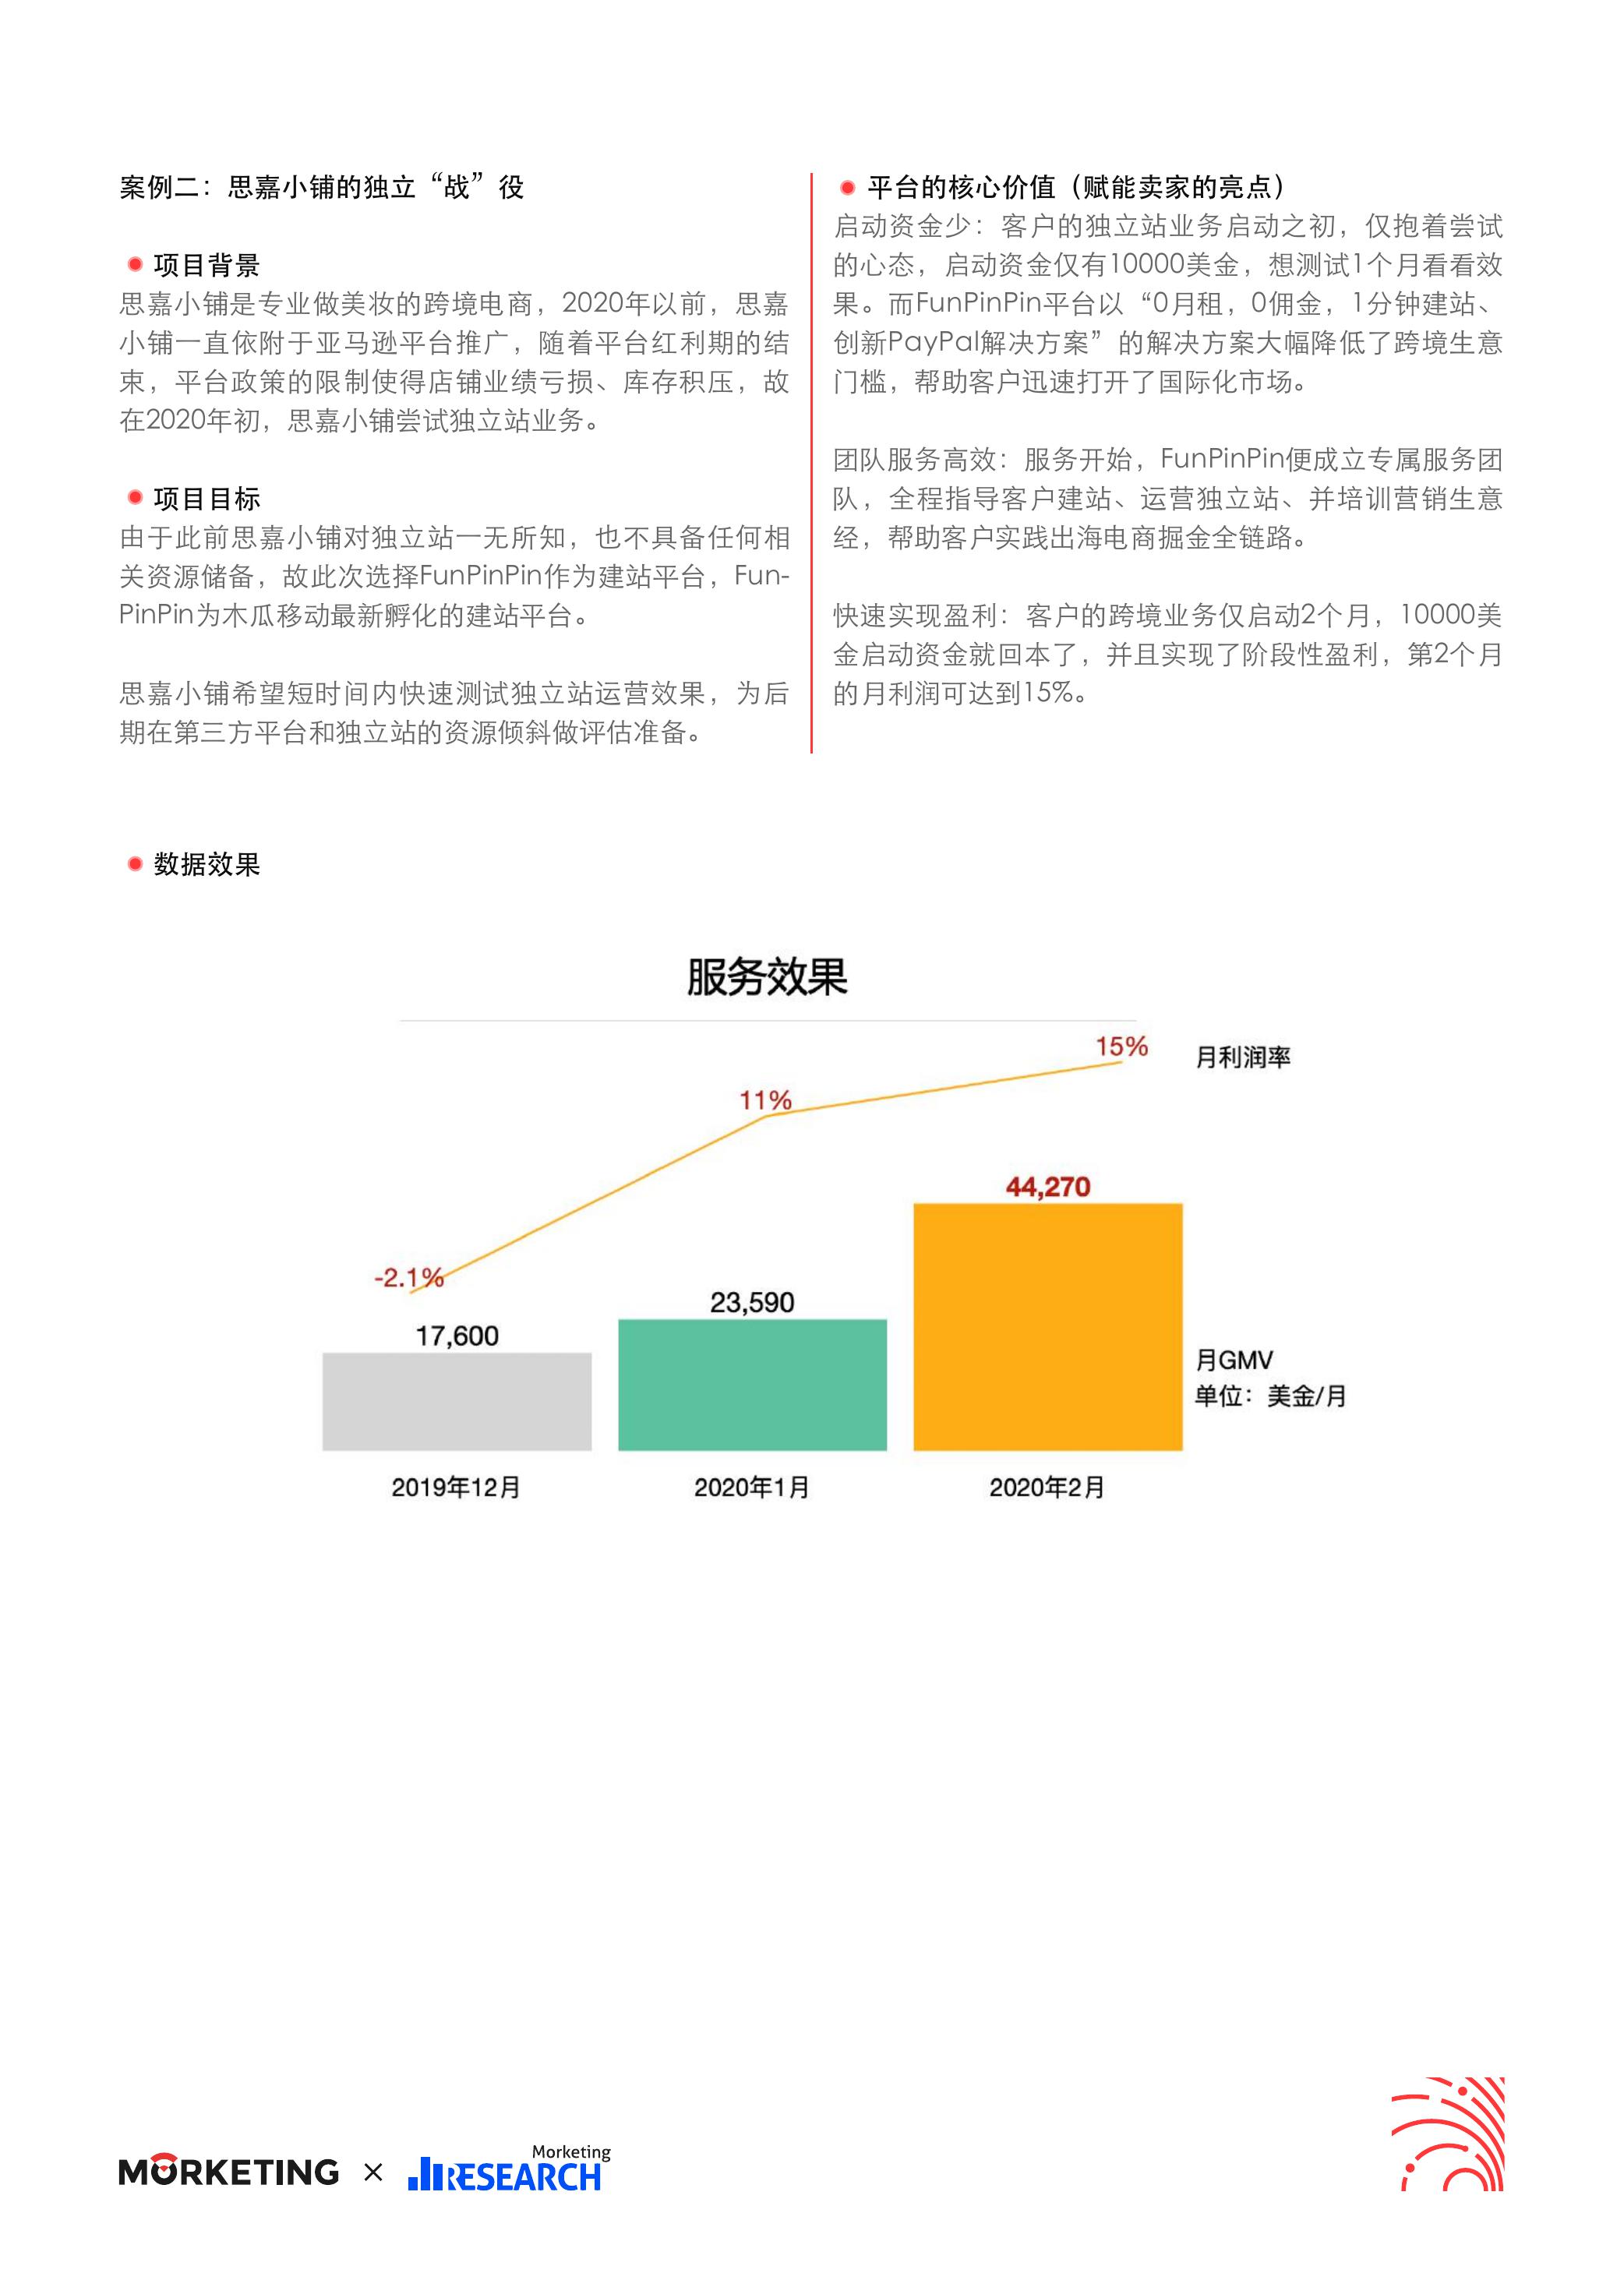 案例二：思嘉小铺的独立“战”役
项目背景
思嘉小铺是专业做美妆的跨境电商，2020年以前，思嘉
小铺一直依附于亚马逊平台推广，随着平台红利期的结
束，平台政策的限制使得店铺业绩亏损、库存积压，故
在2020年初，思嘉小铺尝试独立站业务。
项目目标
由于此前思嘉小铺对独立站一无所知，也不具备任何相
关资源储备，故此次选择FunPinPin作为建站平台，Fun-
PinPin为木瓜移动最新孵化的建站平台。
思嘉小铺希望短时间内快速测试独立站运营效果，为后
期在第三方平台和独立站的资源倾斜做评估准备。
平台的核心价值（赋能卖家的亮点）
启动资金少：客户的独立站业务启动之初，仅抱着尝试
的心态，启动资金仅有10000美金，想测试1个月看看效
果。而FunPinPin平台以“0月租，0佣金，1分钟建站、
创新PayPal解决方案”的解决方案大幅降低了跨境生意
门槛，帮助客户迅速打开了国际化市场。
团队服务高效：服务开始，FunPinPin便成立专属服务团
队，全程指导客户建站、运营独立站、并培训营销生意
经，帮助客户实践出海电商掘金全链路。
快速实现盈利：客户的跨境业务仅启动2个月，10000美
金启动资金就回本了，并且实现了阶段性盈利，第2个月
的月利润可达到15%。
数据效果
服务效果
15%
月利润率
11%
44,270
-2.1%
23,590
17,600
月GMV
单位：美金/月
2019年12月
2020年1月
2020年2月
MORKETING × Morketing RESEARCH